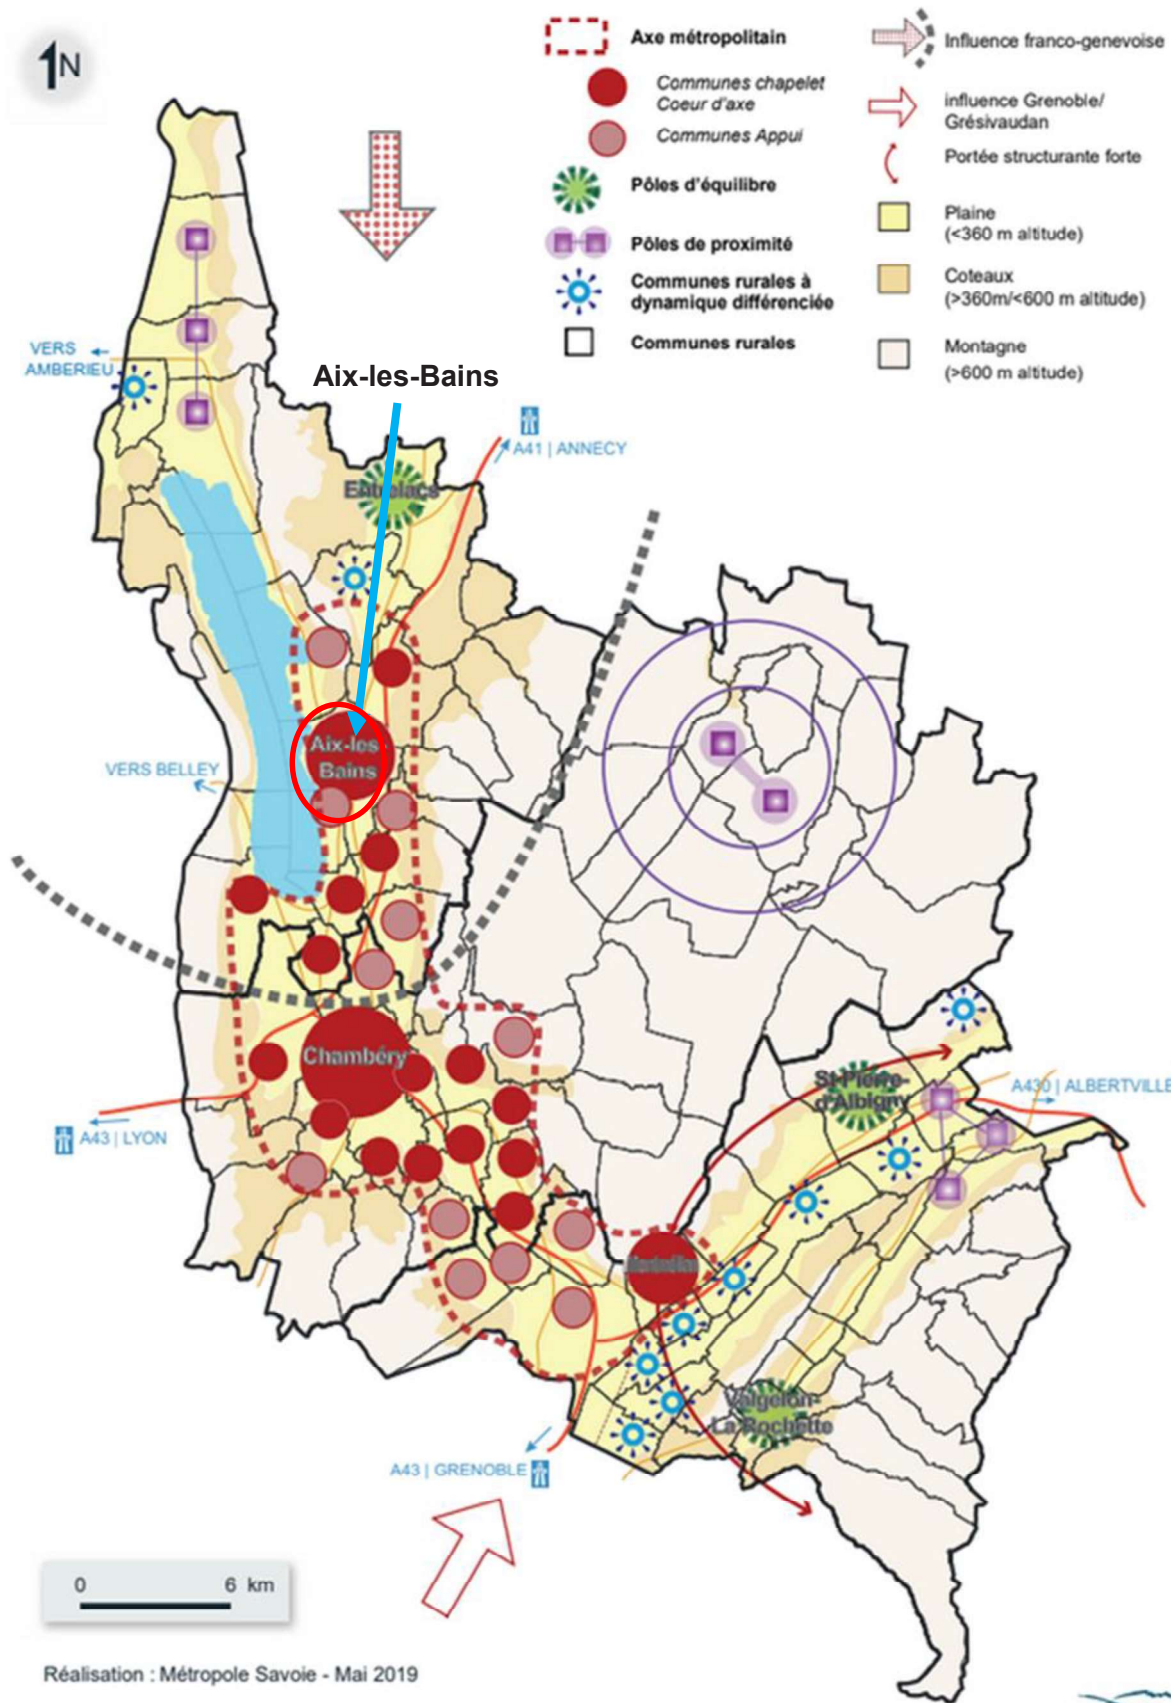 N
Axe métropolitain
Communes chapelet
Coeur d'axe
Communes Appui
Pôles d'équilibre
Pôles de proximité
Communes rurales à
dynamique différenciée
Communes rurales
Influence franco-genevoise
influence Grenoble/
Grésivaudan
Portée structurante forte
Plaine
(<360 m altitude)
Coteaux
(>360m/<600 m altitude)
Montagne
(>600 m altitude)
VERS
AMBERIEU
Aix-les-Bains
A41 | ANNECY
Entrelacs
Aix-les-
Bains
VERS BELLEY
Chambéry
St-Pierre-
d'Albigny
A430 | ALBERTVILLE
A43 | LYON
Valgelon-
La Rochette
A43 | GRENOBLE
0 6 km
Réalisation : Métropole Savoie - Mai 2019